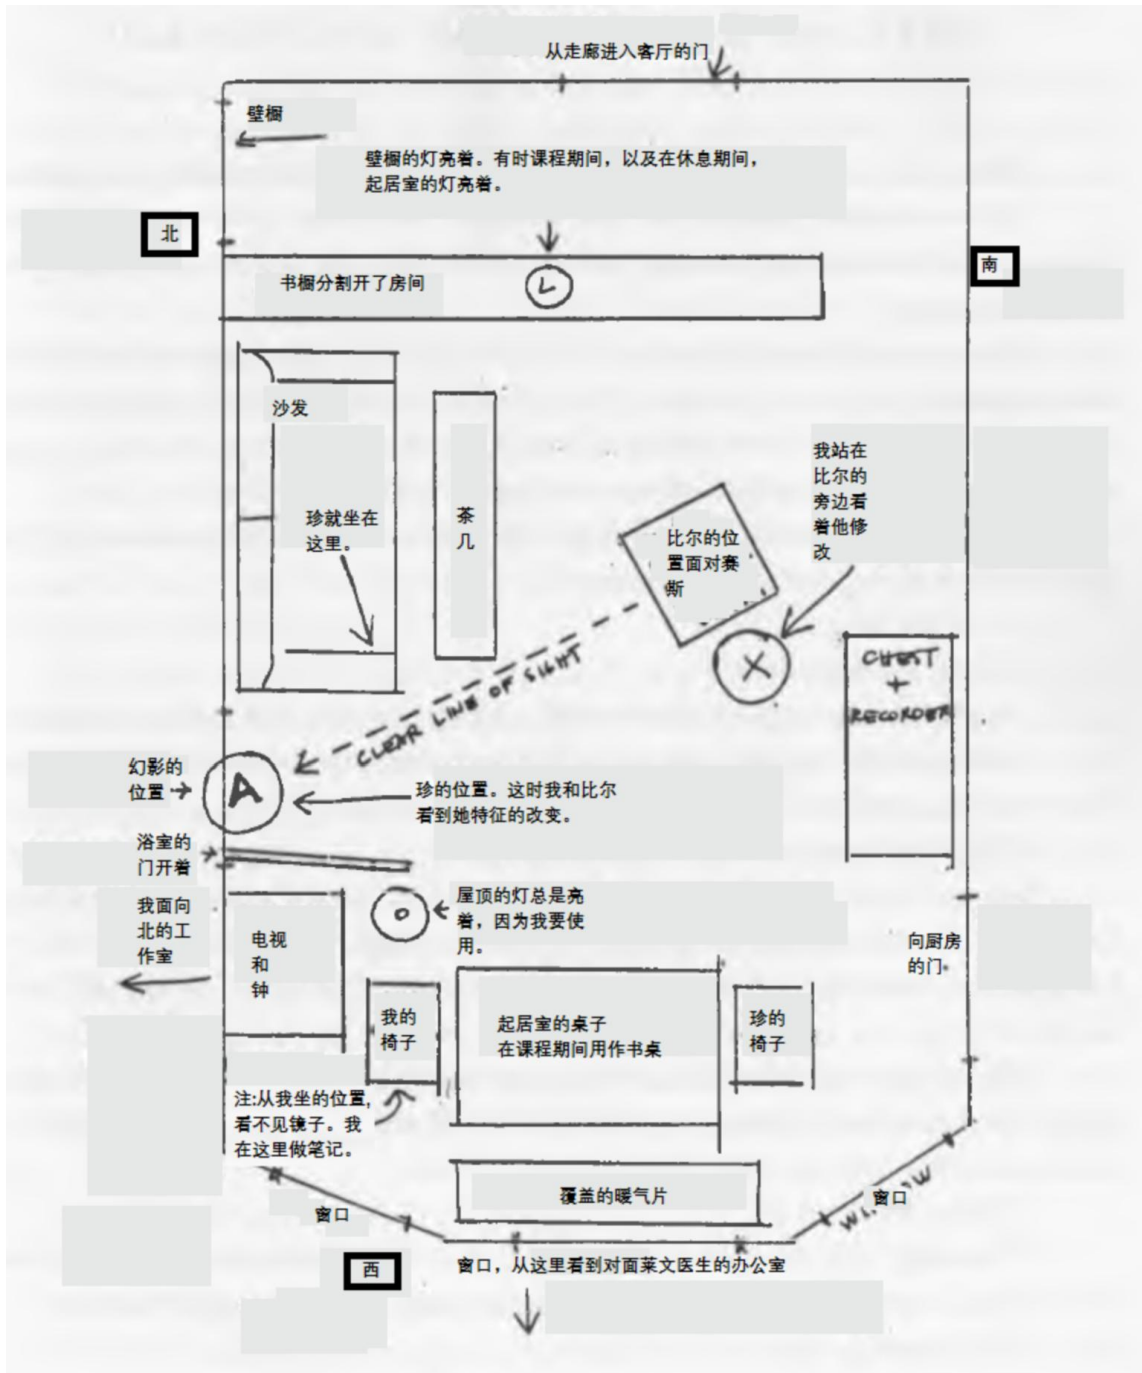 从走廊进入客厅的门
壁橱
壁橱的灯亮着。有时课程期间，以及在休息期间，
起居室的灯亮着。
北
南
书橱分割开了房间
L
沙发
珍就坐在
这里。
茶
几
我站在
比尔的
旁边看
着他修
改
比尔的位
置面对赛
斯
X
CHEST
+
RECORDER
CLEAR LINE OF SIGHT
幻影的
位置
A
珍的位置。这时我和比尔
看到她特征的改变。
浴室的
门开着
我面向
北的工
作室
电视
和
钟
O
屋顶的灯总是亮
着，因为我要使
用。
向厨房
的门。
我的
椅子
起居室的桌子
在课程期间用作书桌
珍的
椅子
注:从我坐的位置,
看不见镜子。我
在这里做笔记。
覆盖的暖气片
窗口
窗口
WINDOW
西
窗口，从这里看到对面莱文医生的办公室